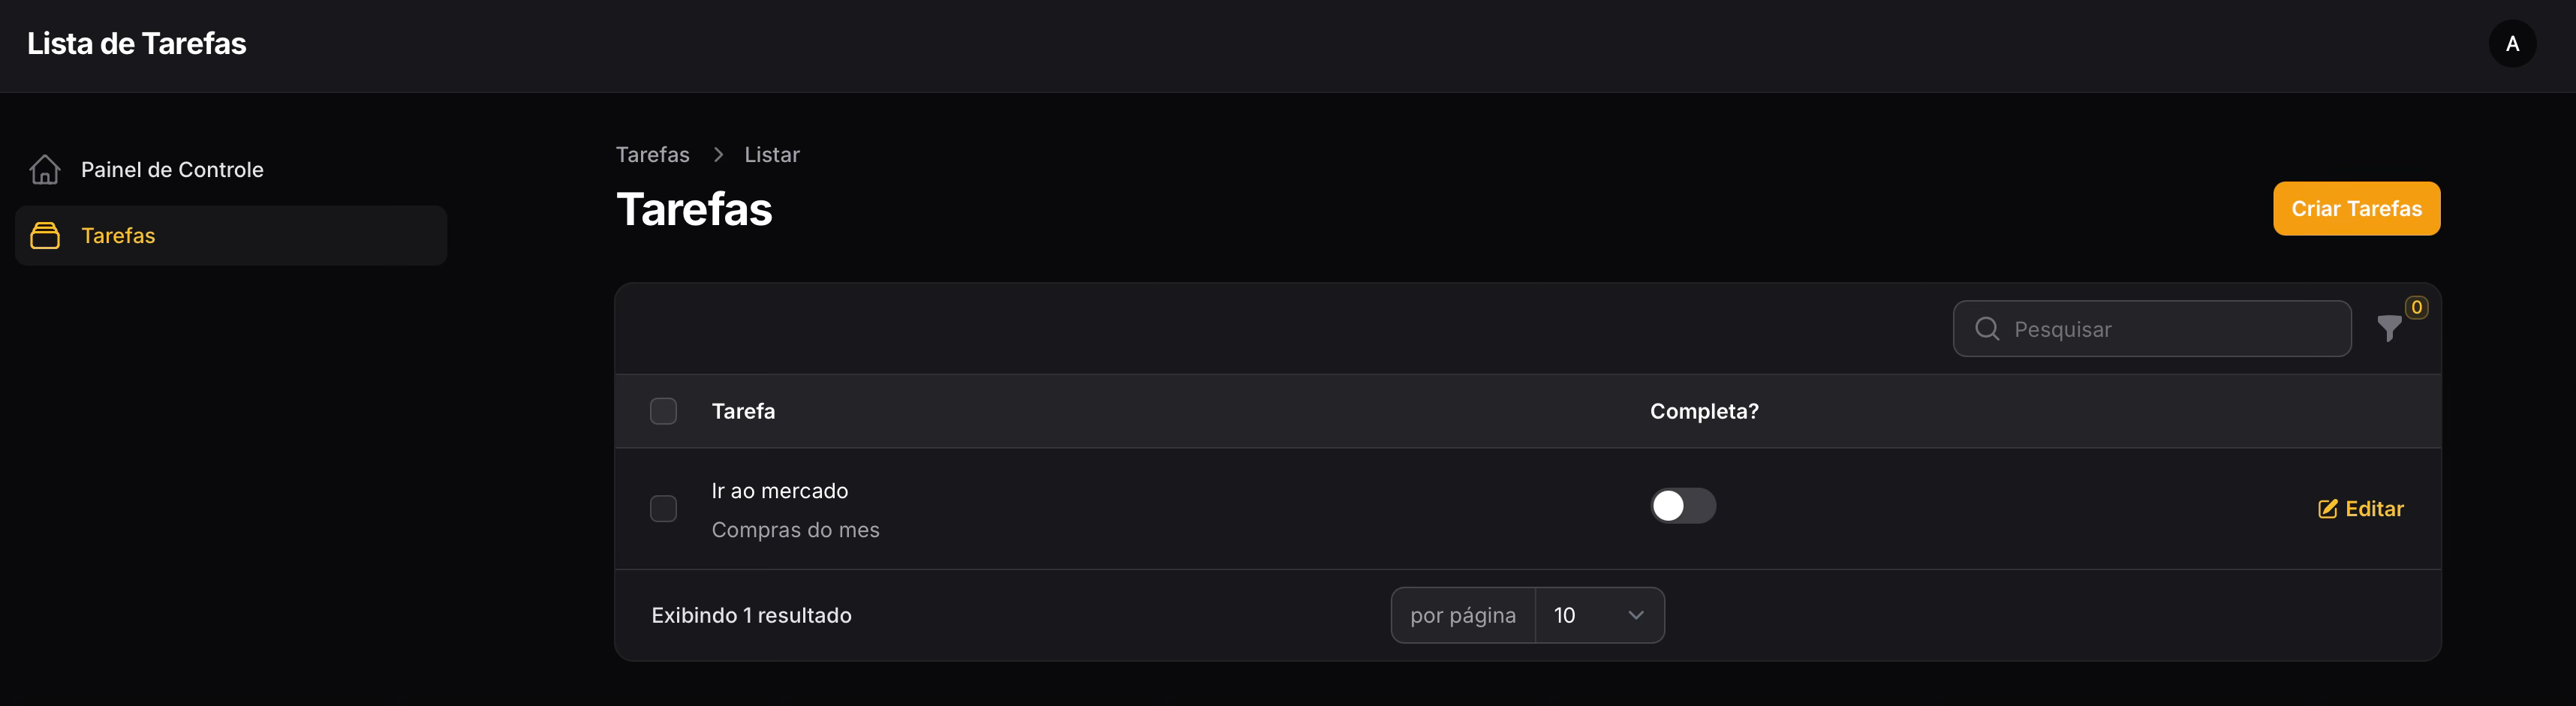 Lista de Tarefas
A
Painel de Controle
Tarefas
Tarefas > Listar
Tarefas
Criar Tarefas
Pesquisar
0
Tarefa Completa?
Ir ao mercado
Compras do mes
Editar
Exibindo 1 resultado
por página 10